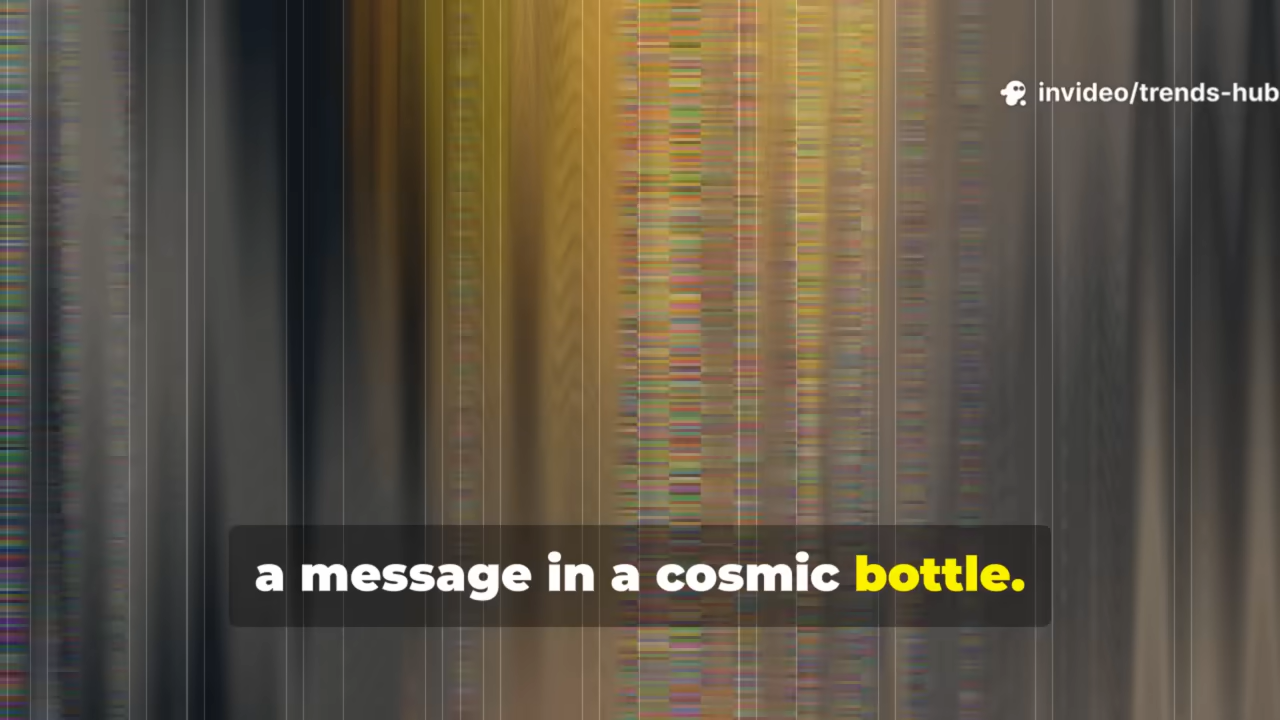 invideo/trends-hub
a message in a cosmic bottle.